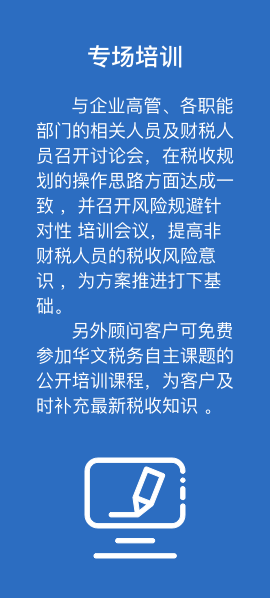 专场培训
与企业高管、各职能
部门的相关人员及财税人
员召开讨论会，在税收规
划的操作思路方面达成一
致 ，并召开风险规避针
对性 培训会议，提高非
财税人员的税收风险意
识 ，为方案推进打下基
础。
另外顾问客户可免费
参加华文税务自主课题的
公开培训课程，为客户及
时补充最新税收知识 。